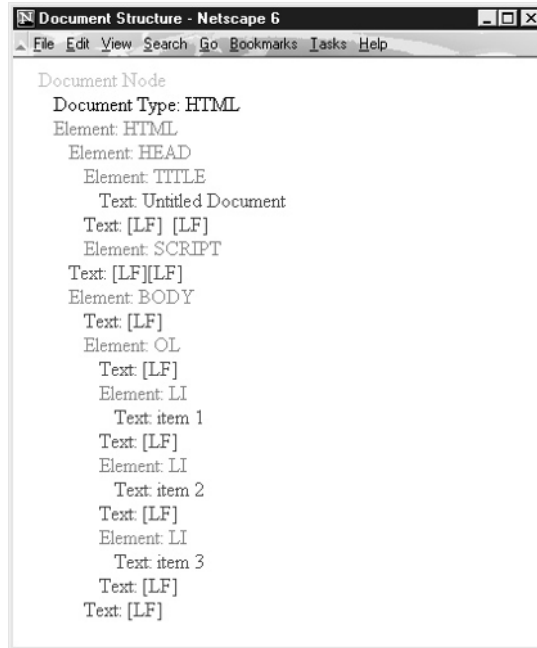 Document Structure - Netscape 6
File Edit View Search Go Bookmarks Tasks Help
Document Node
Document Type: HTML
Element: HTML
Element: HEAD
Element: TITLE
Text: Untitled Document
Text: [LF] [LF]
Element: SCRIPT
Text: [LF][LF]
Element: BODY
Text: [LF]
Element: OL
Text: [LF]
Element: LI
Text: item 1
Text: [LF]
Element: LI
Text: item 2
Text: [LF]
Element: LI
Text: item 3
Text: [LF]
Text: [LF]